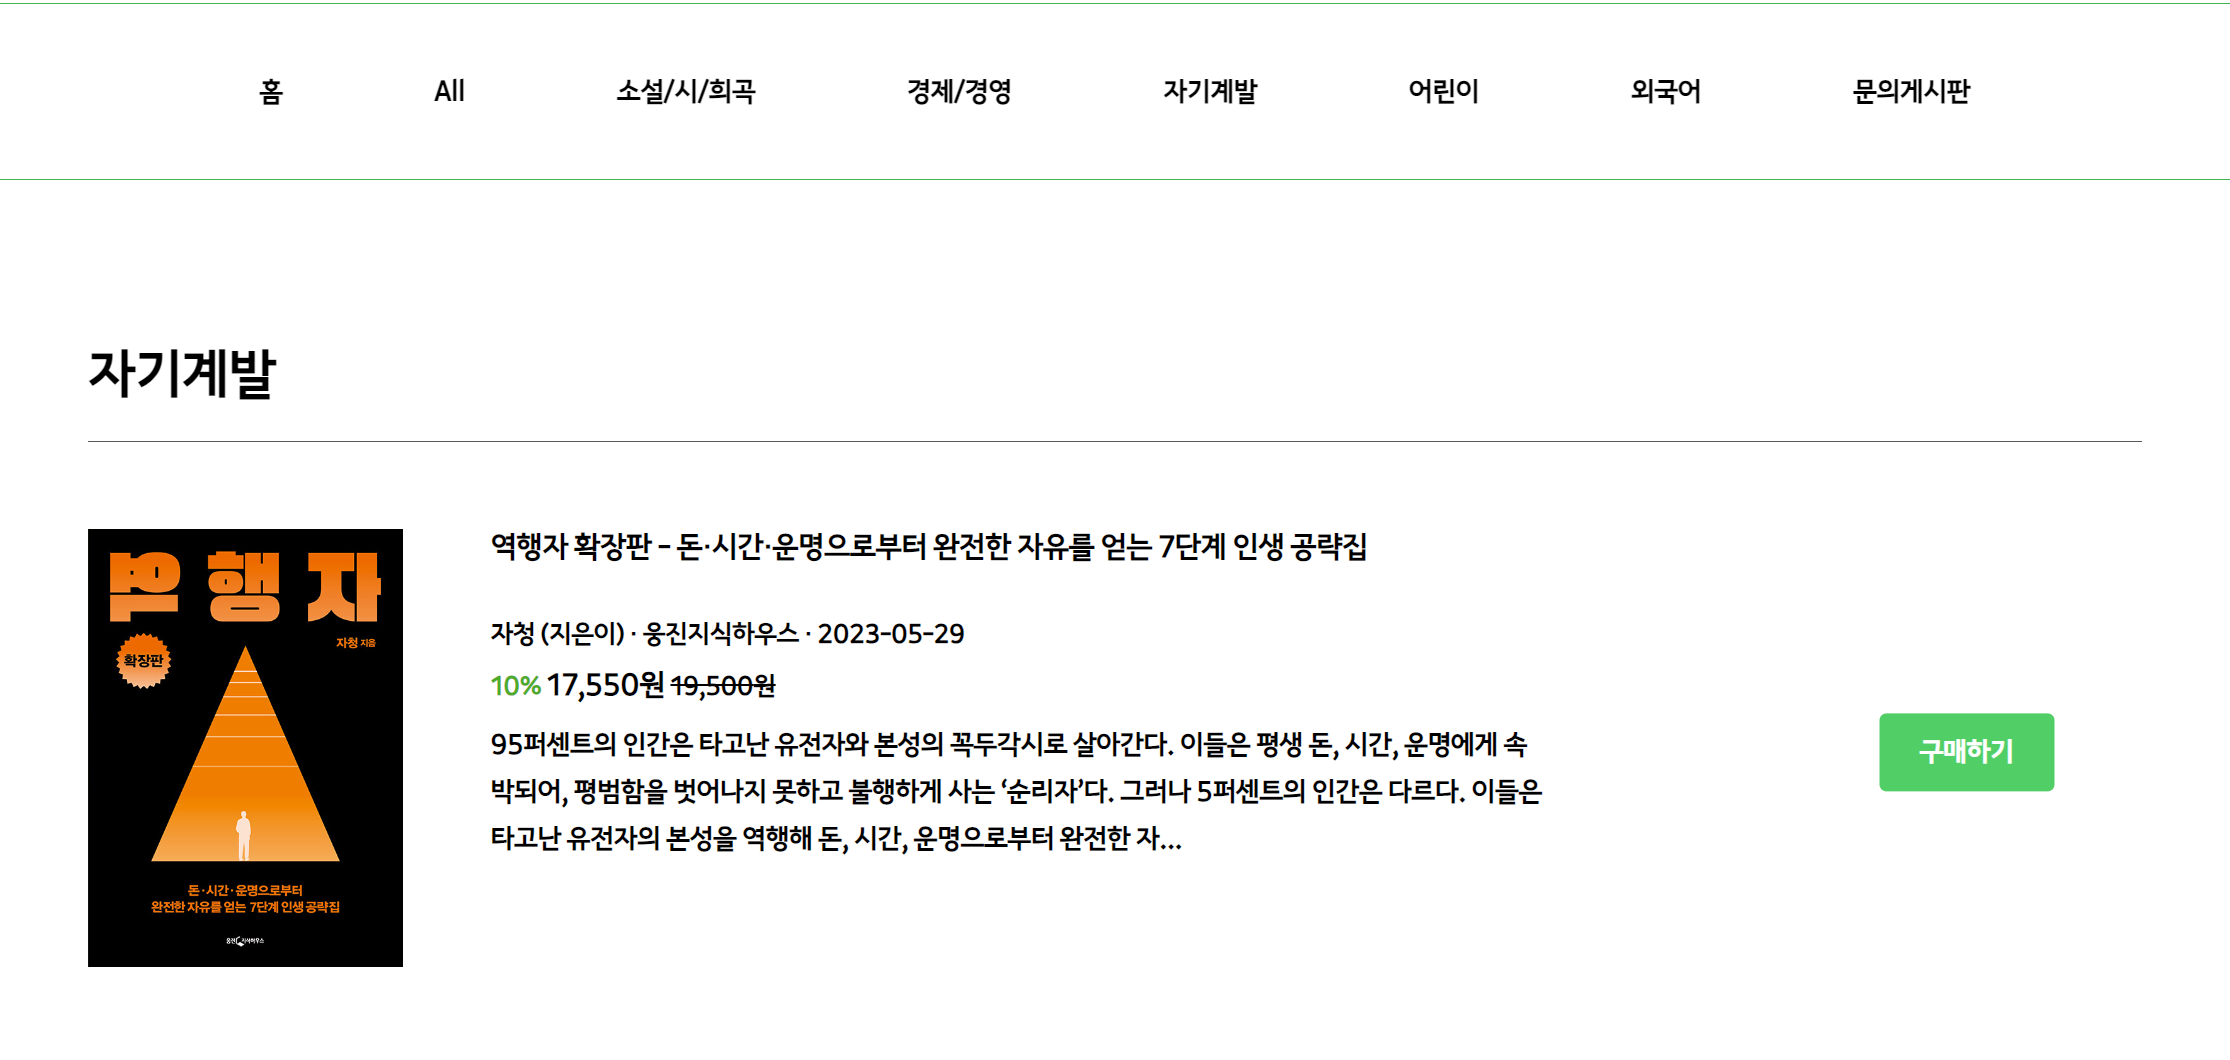 홈 All 소설/시/희곡 경제/경영 자기계발 어린이 외국어 문의게시판
자기계발
역행자
확장판
자청 지음
돈·시간·운명으로부터
완전한 자유를 얻는 7단계 인생 공략집
웅진지식하우스
역행자 확장판 - 돈·시간·운명으로부터 완전한 자유를 얻는 7단계 인생 공략집
자청 (지은이) · 웅진지식하우스 · 2023-05-29
10% 17,550원 19,500원
95퍼센트의 인간은 타고난 유전자와 본성의 꼭두각시로 살아간다. 이들은 평생 돈, 시간, 운명에게 속
박되어, 평범함을 벗어나지 못하고 불행하게 사는 ‘순리자’다. 그러나 5퍼센트의 인간은 다르다. 이들은
타고난 유전자의 본성을 역행해 돈, 시간, 운명으로부터 완전한 자...
구매하기